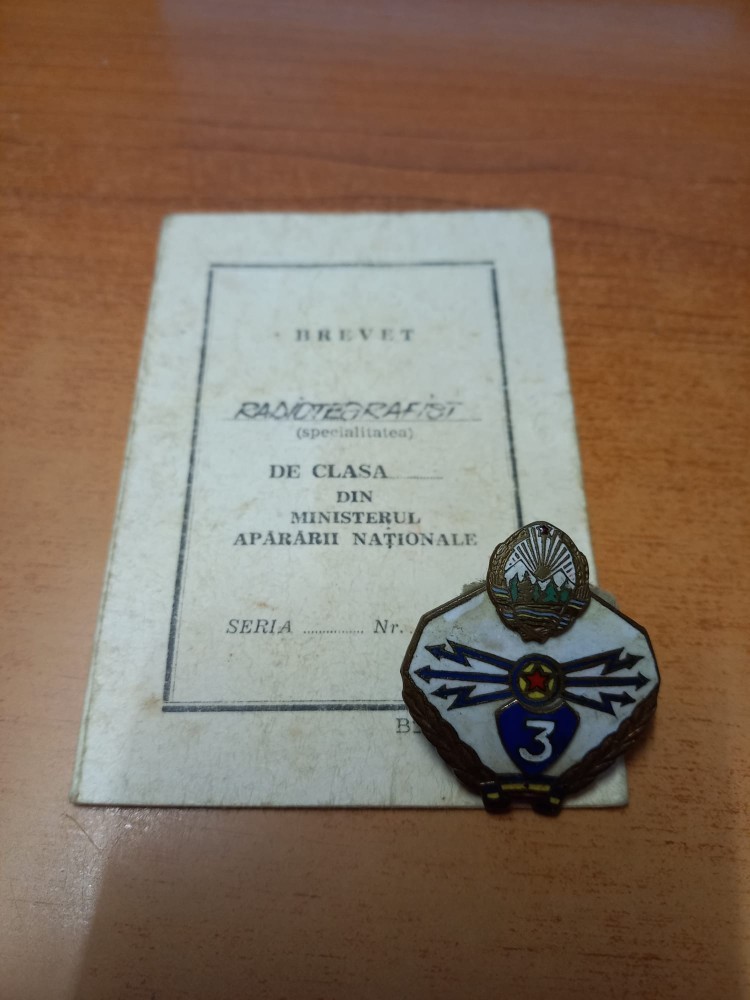 BREVET
RADIOTEGRAFIST
(specialitatea)
DE CLASA
DIN
MINISTERUL
APĂRĂRII NAȚIONALE
SERIA ............... Nr.
3